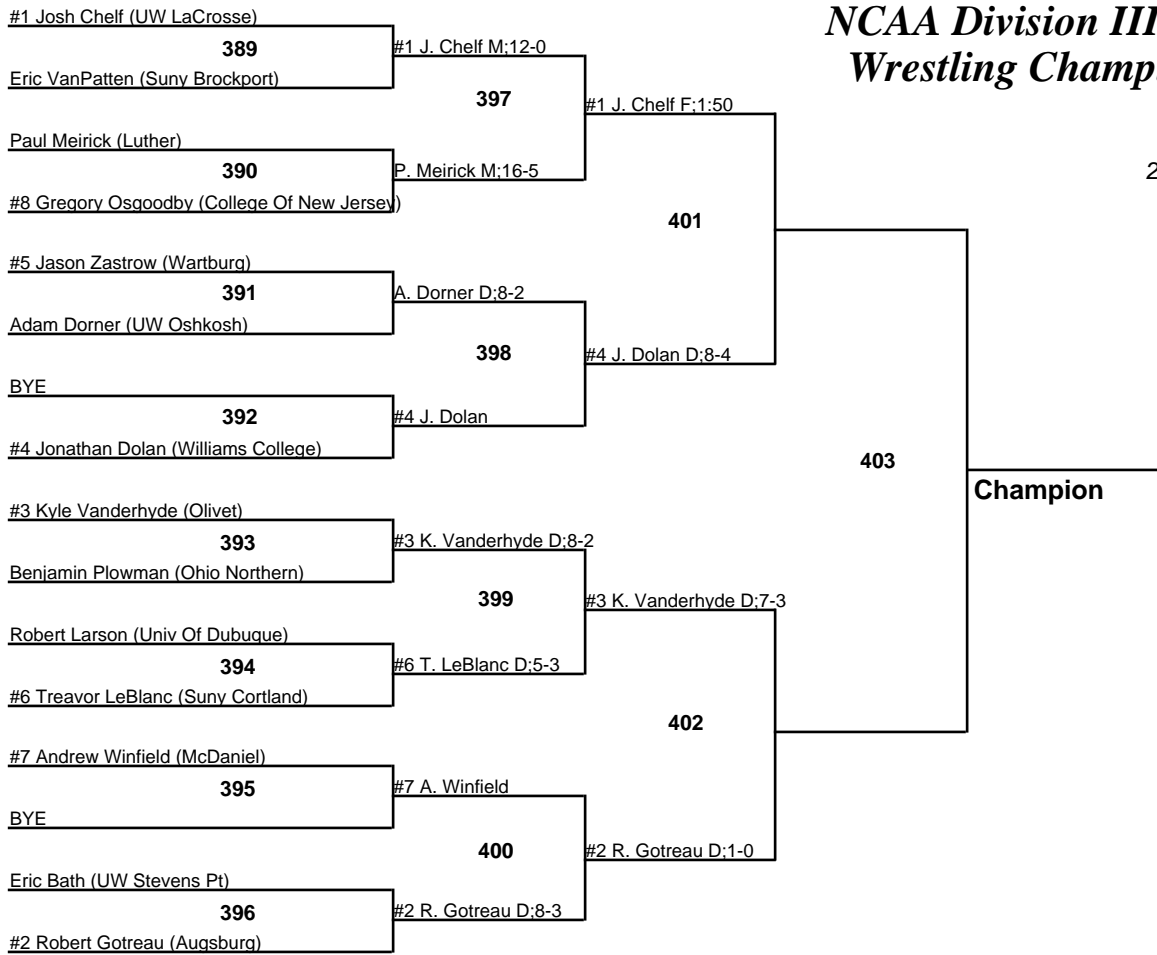 NCAA Division III
Wrestling Champ
2
#1 Josh Chelf (UW LaCrosse)
389
Eric VanPatten (Suny Brockport)
#1 J. Chelf M;12-0
397
#1 J. Chelf F;1:50
Paul Meirick (Luther)
390
#8 Gregory Osgoodby (College Of New Jersey)
P. Meirick M;16-5
401
#5 Jason Zastrow (Wartburg)
391
Adam Dorner (UW Oshkosh)
A. Dorner D;8-2
398
#4 J. Dolan D;8-4
BYE
392
#4 Jonathan Dolan (Williams College)
#4 J. Dolan
403
Champion
#3 Kyle Vanderhyde (Olivet)
393
Benjamin Plowman (Ohio Northern)
#3 K. Vanderhyde D;8-2
399
#3 K. Vanderhyde D;7-3
Robert Larson (Univ Of Dubuque)
394
#6 Treavor LeBlanc (Suny Cortland)
#6 T. LeBlanc D;5-3
402
#7 Andrew Winfield (McDaniel)
395
BYE
#7 A. Winfield
400
#2 R. Gotreau D;1-0
Eric Bath (UW Stevens Pt)
396
#2 Robert Gotreau (Augsburg)
#2 R. Gotreau D;8-3